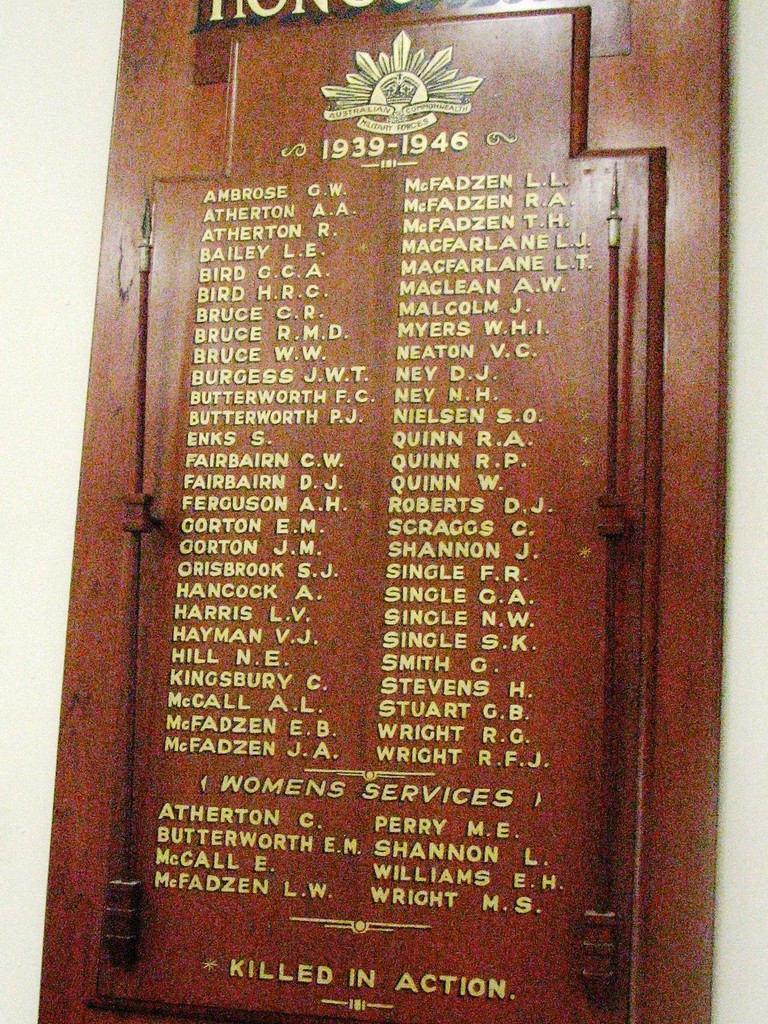 AUSTRALIAN COMMONWEALTH
MILITARY FORCES
1939-1946
AMBROSE G.W.
ATHERTON A.A.
ATHERTON R.
BAILEY L.E.
BIRD G.C.A.
BIRD H.R.G.
BRUCE C.R.
BRUCE R.M.D.
BRUCE W.W.
BURGESS J.W.T.
BUTTERWORTH F.C.
BUTTERWORTH P.J.
ENKS S.
FAIRBAIRN C.W.
FAIRBAIRN D.J.
FERGUSON A.H. *
GORTON E.M.
GORTON J.M.
GRISBROOK S.J.
HANCOCK A.
HARRIS L.V.
HAYMAN V.J.
HILL N.E.
KINGSBURY G.
McCALL A.L.
McFADZEN E.B.
McFADZEN J.A.
McFADZEN L.L.
McFADZEN R.A.
McFADZEN T.H.
MACFARLANE L.J.
MACFARLANE L.T.
MACLEAN A.W.
MALCOLM J.
MYERS W.H.I.
NEATON V.C.
NEY D.J.
NEY N.H.
NIELSEN S.O. *
QUINN R.A. *
QUINN R.P. *
QUINN W.
ROBERTS D.J.
SCRAGGS C.
SHANNON J. *
SINGLE F.R.
SINGLE G.A.
SINGLE N.W.
SINGLE S.K.
SMITH G.
STEVENS H.
STUART G.B.
WRIGHT R.G.
WRIGHT R.F.J.
WOMENS SERVICES
ATHERTON G.
BUTTERWORTH E.M.
McCALL E.
McFADZEN L.W.
PERRY M.E.
SHANNON L.
WILLIAMS E.H.
WRIGHT M.S.
* KILLED IN ACTION.